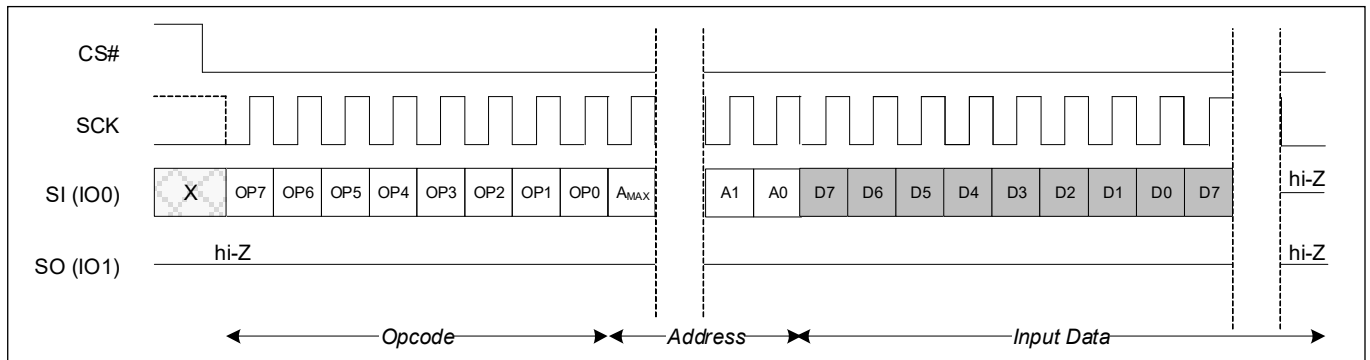 CS#
SCK
SI (IO0) X OP7 OP6 OP5 OP4 OP3 OP2 OP1 OP0 AMAX A1 A0 D7 D6 D5 D4 D3 D2 D1 D0 D7 hi-Z
SO (IO1) hi-Z hi-Z
Opcode Address Input Data